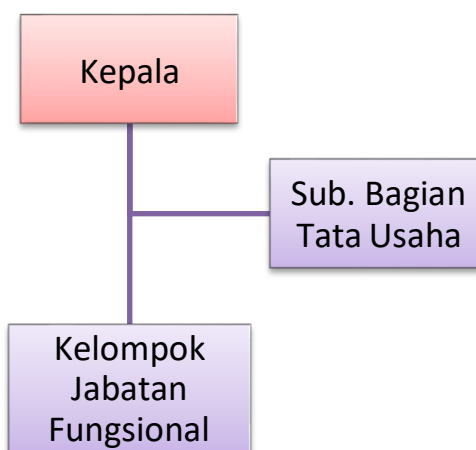 Kepala
Sub. Bagian
Tata Usaha
Kelompok
Jabatan
Fungsional